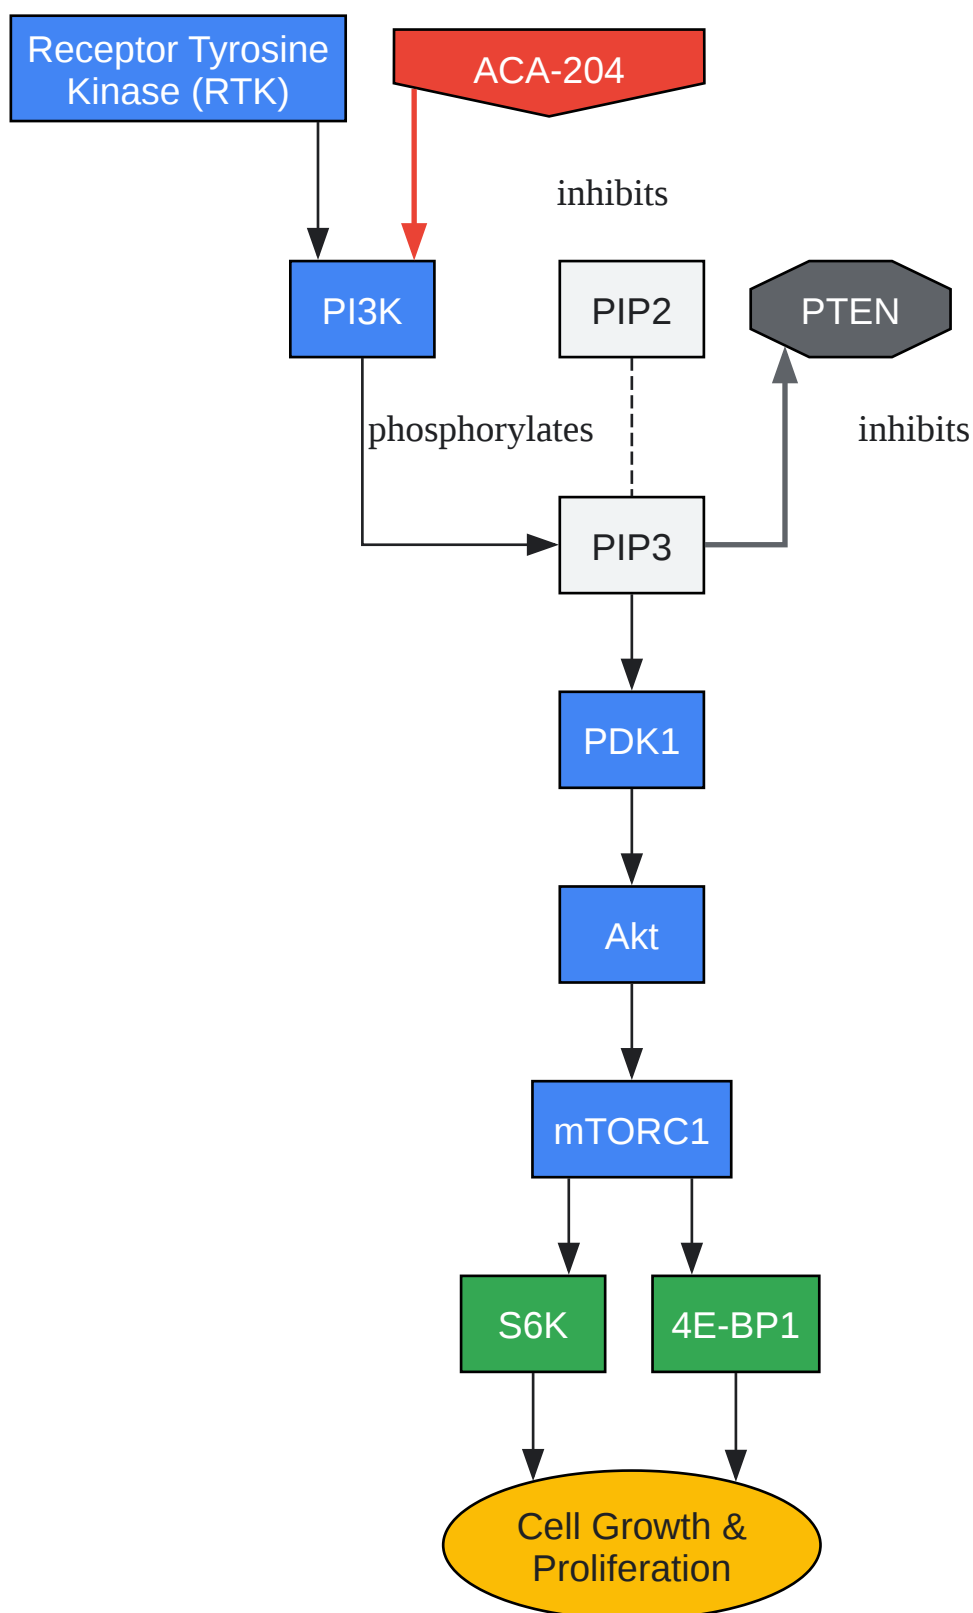 Receptor Tyrosine
Kinase (RTK)
ACA-204
inhibits
PI3K
PIP2
PTEN
phosphorylates
inhibits
PIP3
PDK1
Akt
mTORC1
S6K
4E-BP1
Cell Growth &
Proliferation